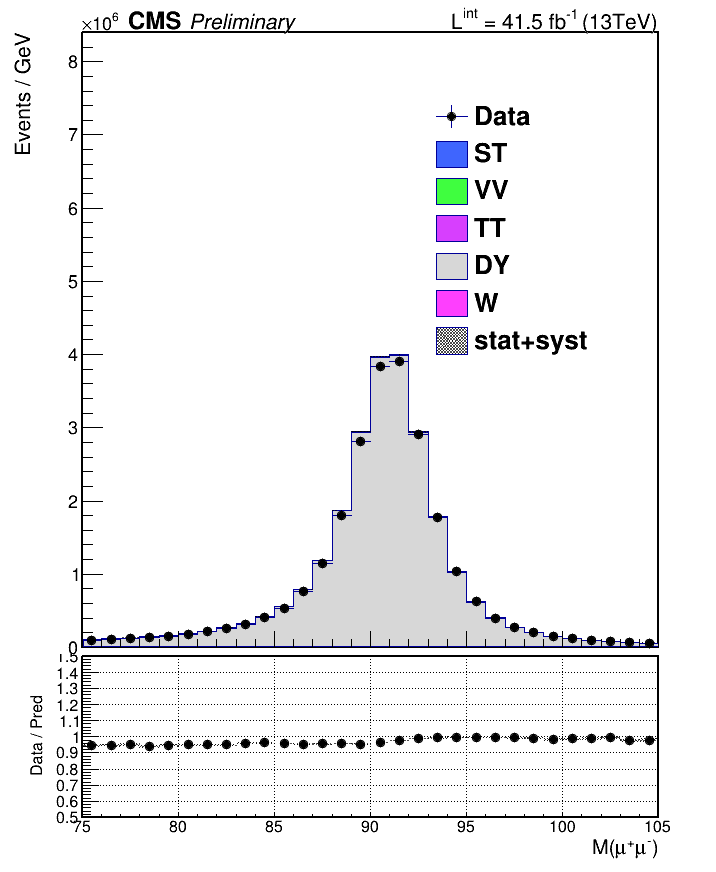 ×10⁶ CMS Preliminary L^int = 41.5 fb⁻¹ (13TeV)
Events / GeV
8
7
6
5
4
3
2
1
0
Data
ST
VV
TT
DY
W
stat+syst
Data / Pred
1.5
1.4
1.3
1.2
1.1
1
0.9
0.8
0.7
0.6
0.5
75 80 85 90 95 100 105
M(μ⁺μ⁻)